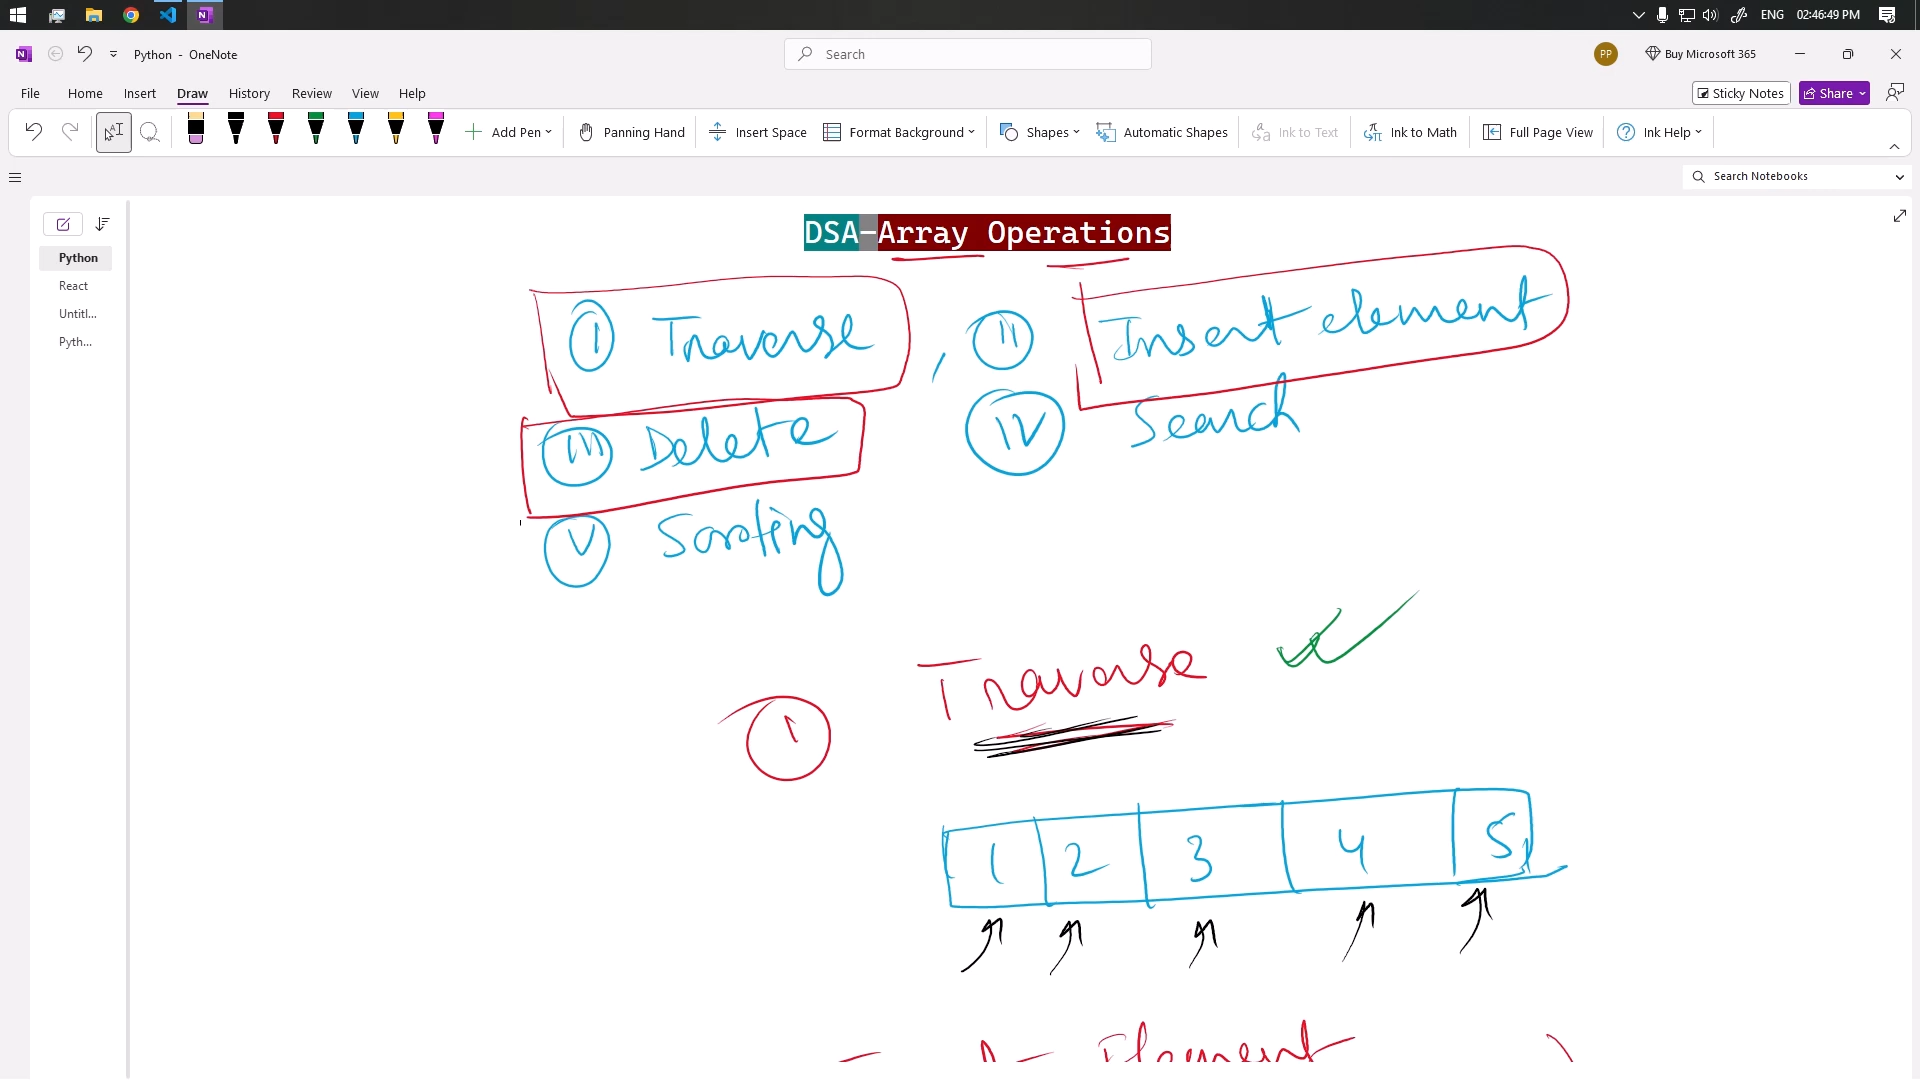 ENG 02:46:49 PM
Python - OneNote
Search
PP
Buy Microsoft 365
File Home Insert Draw History Review View Help
Sticky Notes Share
Add Pen Panning Hand Insert Space Format Background Shapes Automatic Shapes Ink to Text Ink to Math Full Page View Ink Help
Search Notebooks
Python
React
Untitl...
Pyth...
DSA-Array Operations
I Traverse , II Insert element
III Delete IV Search
V Sorting
1 Traverse
1 2 3 4 5
Element